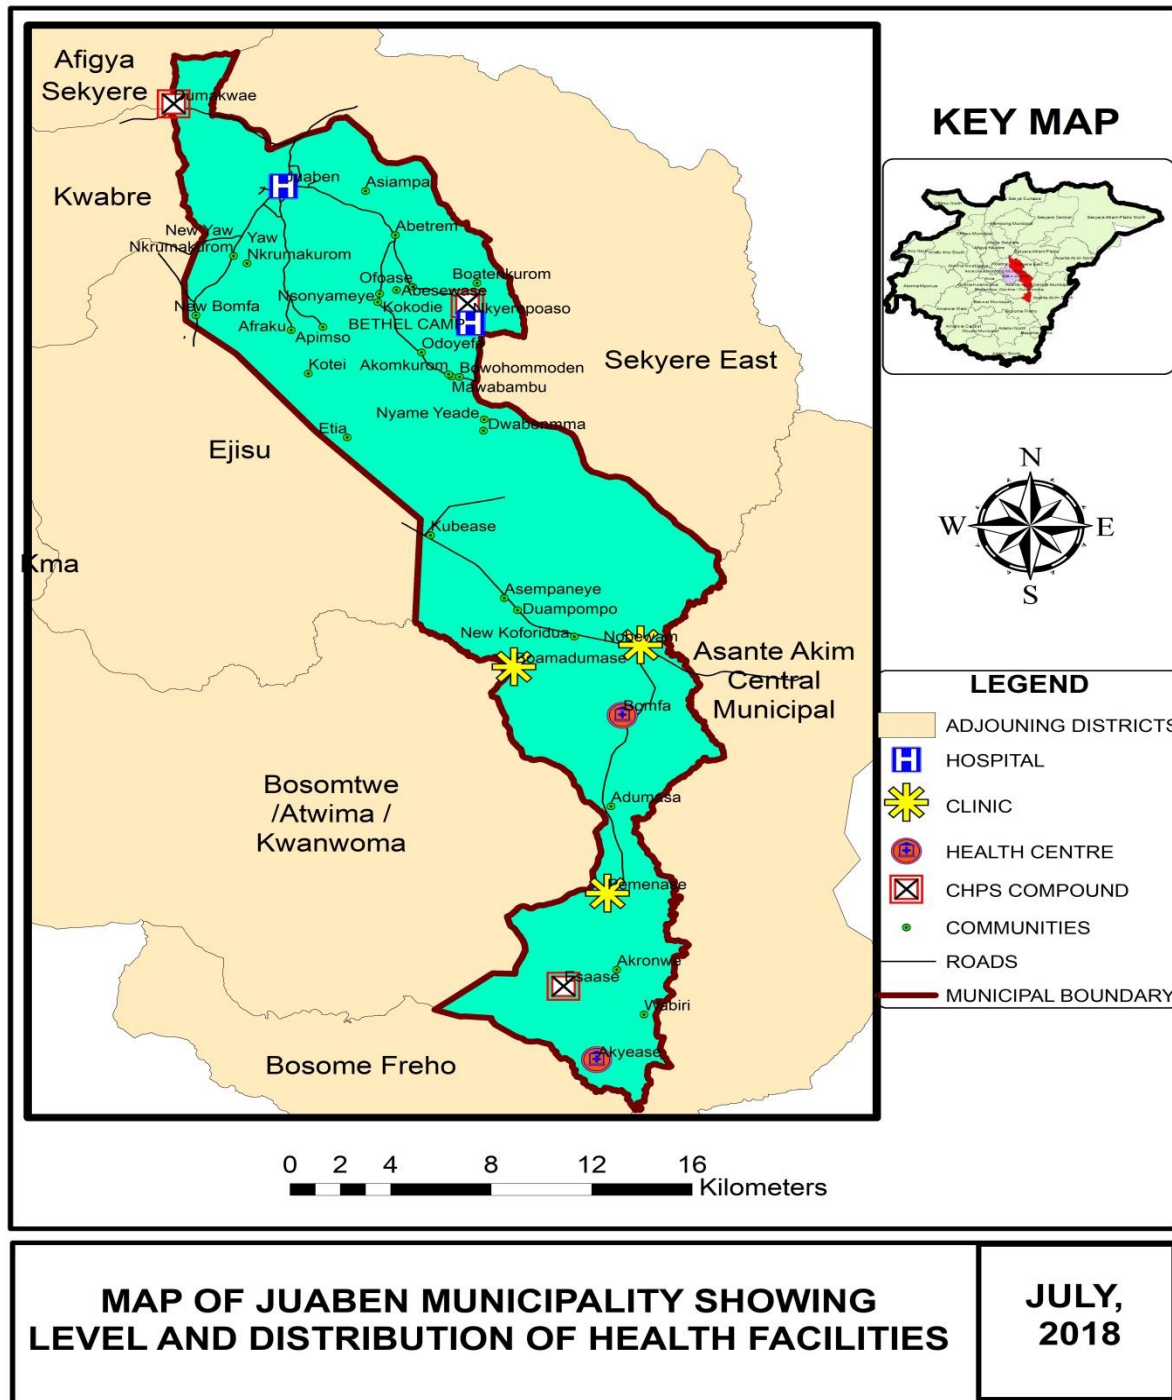 Afigya
Sekyere
Dumakwae
Kwabre
Juaben
Asiampa
Abetrem
New Yaw
Nkrumakurom
Yaw
Nkrumakurom
Ofoase
Boatenkurom
Abesewase
Nsonyameye
Kokodie
Nkyerepoaso
New Bomfa
Afraku
Apimso
BETHEL CAMP
Odoyefe
Kotei
Akomkurom
Bowohommoden
Mawabambu
Sekyere East
Nyame Yeade
Dwabenmma
Etia
Ejisu
Kubease
Kma
Asempaneye
Duampompo
New Koforidua
Nobewam
Boamadumase
Asante Akim
Central
Municipal
Bomfa
Bosomtwe
/Atwima /
Kwanwoma
Adumasa
Pemenase
Akronwe
Esaase
Wabiri
Akyease
Bosome Freho
0 2 4 8 12 16
Kilometers
KEY MAP
N
W E
S
LEGEND
ADJOUNING DISTRICTS
H HOSPITAL
CLINIC
HEALTH CENTRE
CHPS COMPOUND
COMMUNITIES
ROADS
MUNICIPAL BOUNDARY
MAP OF JUABEN MUNICIPALITY SHOWING
LEVEL AND DISTRIBUTION OF HEALTH FACILITIES
JULY,
2018